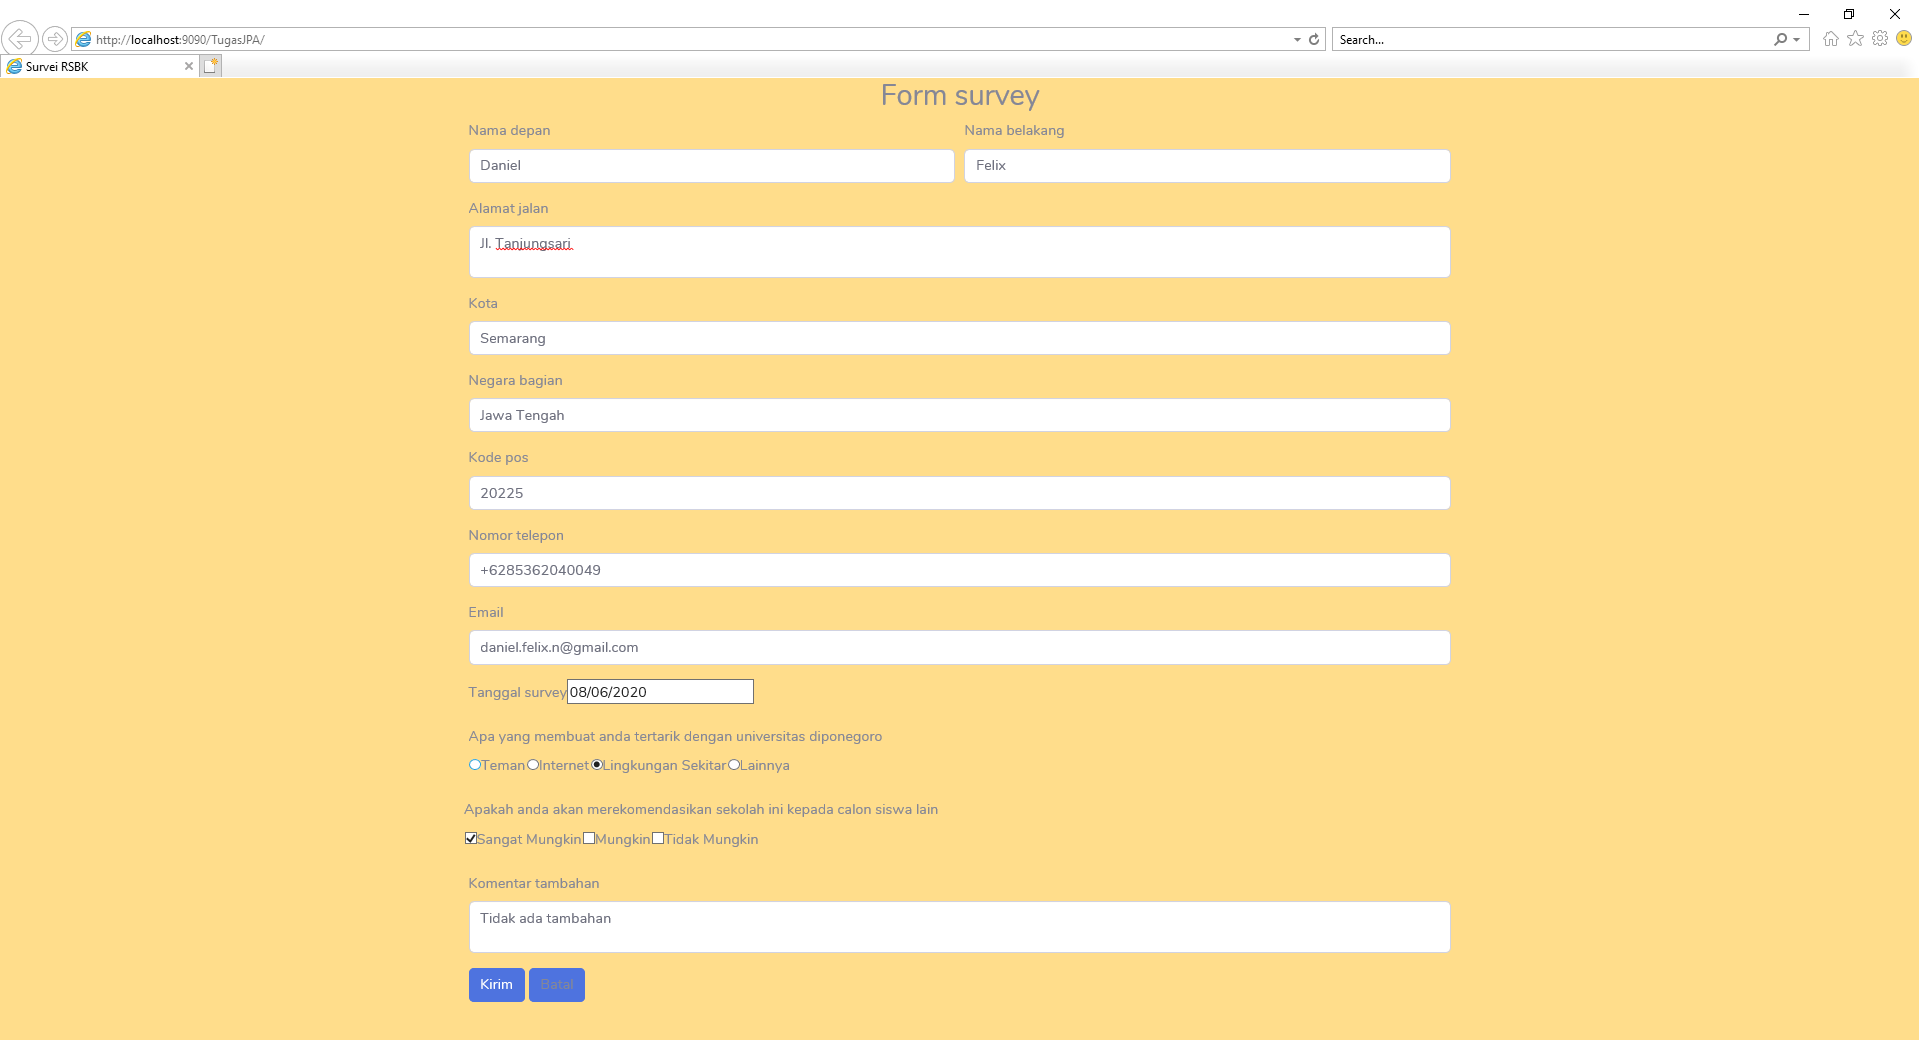 http://localhost:9090/TugasJPA/
Search...
Survei RSBK
Form survey
Nama depan
Nama belakang
Daniel
Felix
Alamat jalan
Jl. Tanjungsari
Kota
Semarang
Negara bagian
Jawa Tengah
Kode pos
20225
Nomor telepon
+6285362040049
Email
daniel.felix.n@gmail.com
Tanggal survey 08/06/2020
Apa yang membuat anda tertarik dengan universitas diponegoro
Teman Internet Lingkungan Sekitar Lainnya
Apakah anda akan merekomendasikan sekolah ini kepada calon siswa lain
Sangat Mungkin Mungkin Tidak Mungkin
Komentar tambahan
Tidak ada tambahan
Kirim Batal